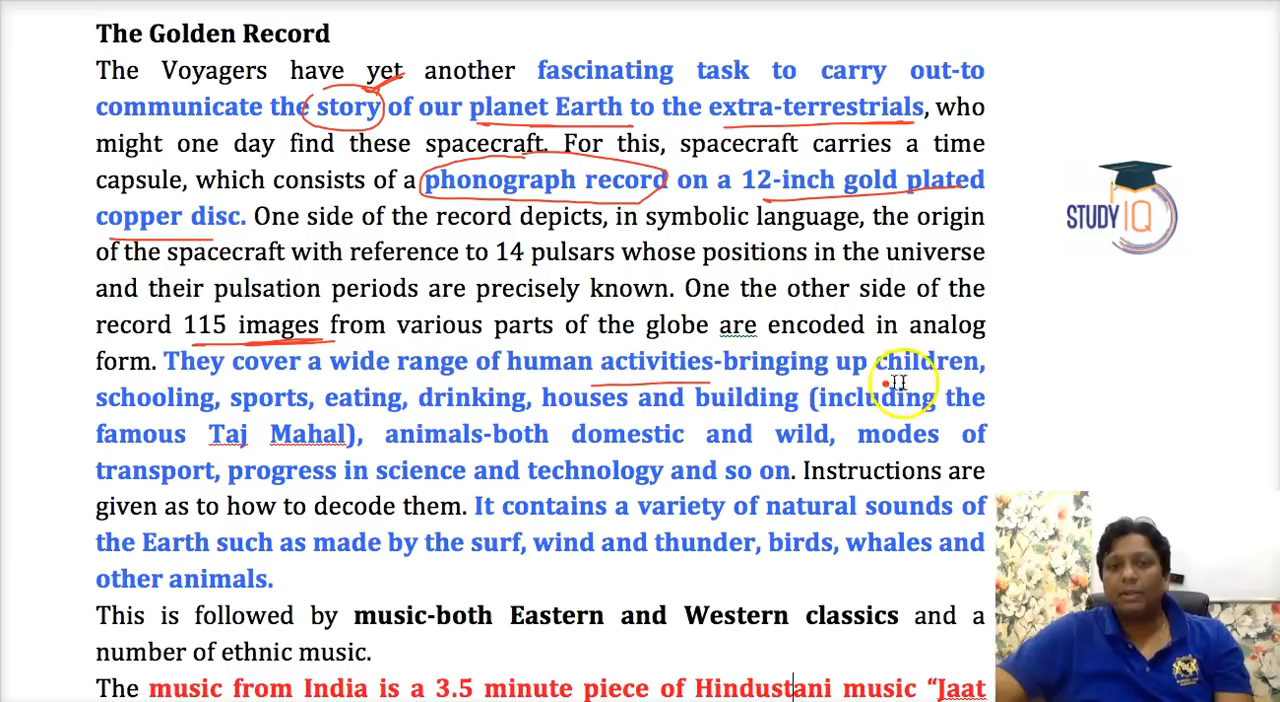 The Golden Record
The Voyagers have yet another fascinating task to carry out-to
communicate the story of our planet Earth to the extra-terrestrials, who
might one day find these spacecraft. For this, spacecraft carries a time
capsule, which consists of a phonograph record on a 12-inch gold plated
copper disc. One side of the record depicts, in symbolic language, the origin
of the spacecraft with reference to 14 pulsars whose positions in the universe
and their pulsation periods are precisely known. One the other side of the
record 115 images from various parts of the globe are encoded in analog
form. They cover a wide range of human activities-bringing up children,
schooling, sports, eating, drinking, houses and building (including the
famous Taj Mahal), animals-both domestic and wild, modes of
transport, progress in science and technology and so on. Instructions are
given as to how to decode them. It contains a variety of natural sounds of
the Earth such as made by the surf, wind and thunder, birds, whales and
other animals.
This is followed by music-both Eastern and Western classics and a
number of ethnic music.
The music from India is a 3.5 minute piece of Hindustani music “Jaat
STUDY IQ